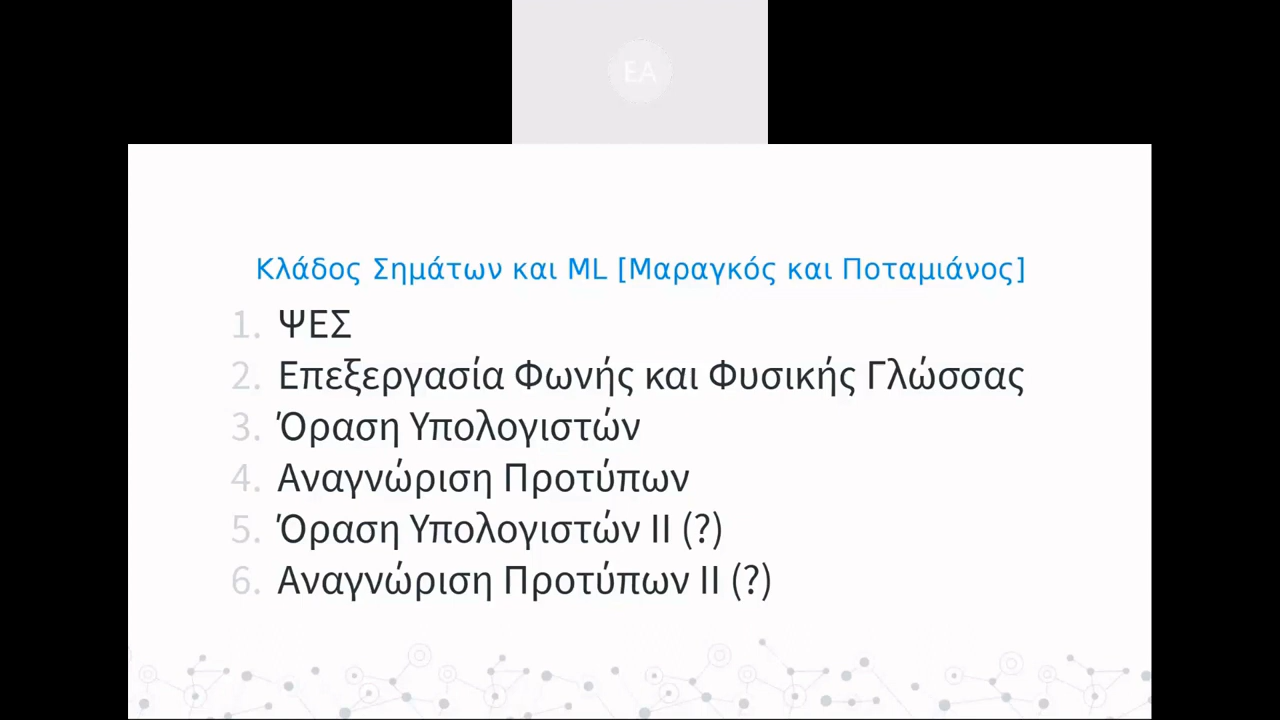 EA
Κλάδος Σημάτων και ML [Μαραγκός και Ποταμιάνος]
1. ΨΕΣ
2. Επεξεργασία Φωνής και Φυσικής Γλώσσας
3. Όραση Υπολογιστών
4. Αναγνώριση Προτύπων
5. Όραση Υπολογιστών II (?)
6. Αναγνώριση Προτύπων II (?)